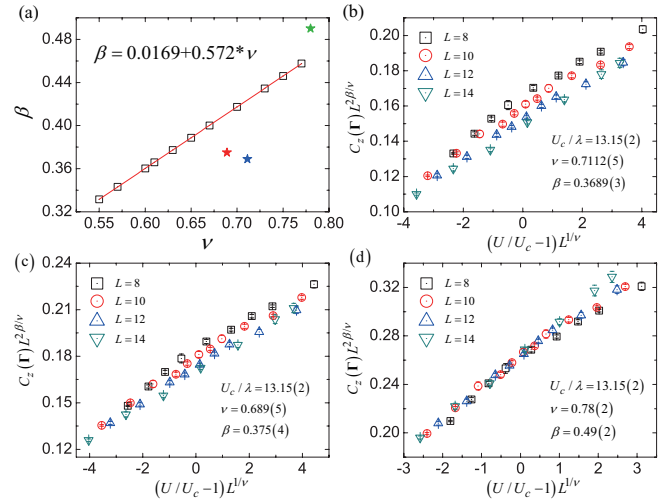 (a)
β = 0.0169+0.572*ν
β
0.48
0.44
0.40
0.36
0.32
0.55 0.60 0.65 0.70 0.75 0.80
ν
(b)
L = 8
L = 10
L = 12
L = 14
C_z(Γ)L^{2β/ν}
0.20
0.18
0.16
0.14
0.12
0.10
U_c / λ = 13.15(2)
ν = 0.7112(5)
β = 0.3689(3)
-4 -2 0 2 4
(U/U_c −1)L^{1/ν}
(c)
L = 8
L = 10
L = 12
L = 14
C_z(Γ)L^{2β/ν}
0.24
0.21
0.18
0.15
0.12
U_c / λ = 13.15(2)
ν = 0.689(5)
β = 0.375(4)
-4 -2 0 2 4
(U/U_c −1)L^{1/ν}
(d)
L = 8
L = 10
L = 12
L = 14
C_z(Γ)L^{2β/ν}
0.32
0.28
0.24
0.20
U_c / λ = 13.15(2)
ν = 0.78(2)
β = 0.49(2)
-3 -2 -1 0 1 2 3
(U/U_c −1)L^{1/ν}